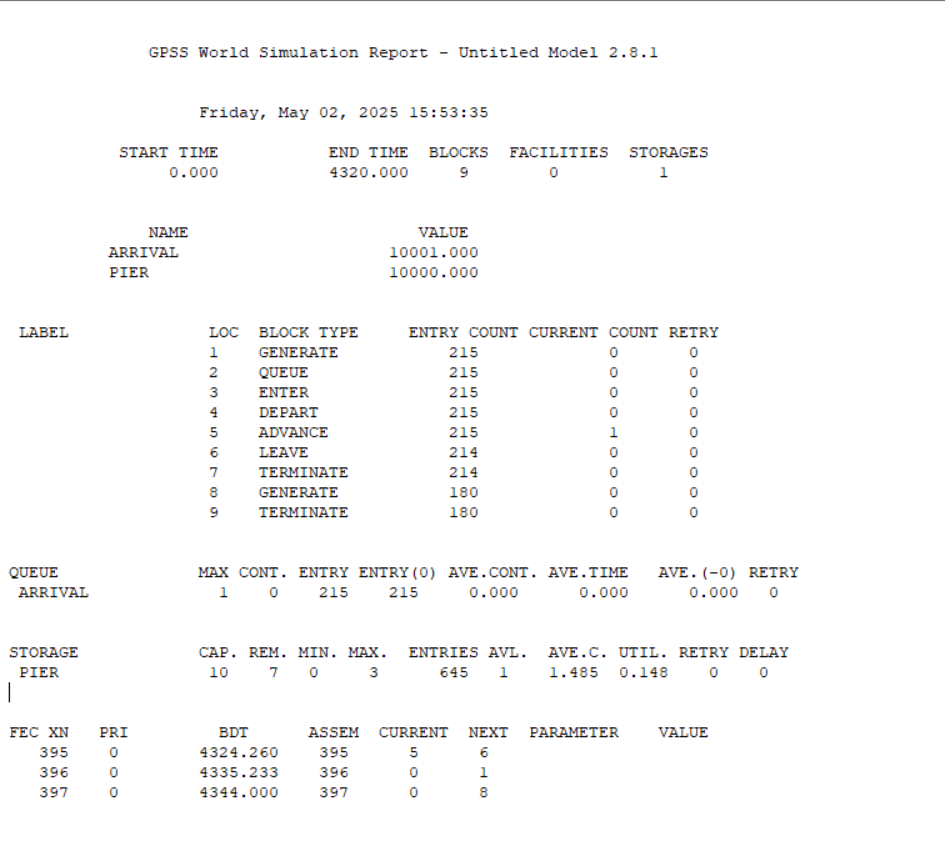 GPSS World Simulation Report - Untitled Model 2.8.1
Friday, May 02, 2025 15:53:35
START TIME END TIME BLOCKS FACILITIES STORAGES
0.000 4320.000 9 0 1
NAME VALUE
ARRIVAL 10001.000
PIER 10000.000
LABEL LOC BLOCK TYPE ENTRY COUNT CURRENT COUNT RETRY
1 GENERATE 215 0 0
2 QUEUE 215 0 0
3 ENTER 215 0 0
4 DEPART 215 0 0
5 ADVANCE 215 1 0
6 LEAVE 214 0 0
7 TERMINATE 214 0 0
8 GENERATE 180 0 0
9 TERMINATE 180 0 0
QUEUE MAX CONT. ENTRY ENTRY(0) AVE.CONT. AVE.TIME AVE.(-0) RETRY
ARRIVAL 1 0 215 215 0.000 0.000 0.000 0
STORAGE CAP. REM. MIN. MAX. ENTRIES AVL. AVE.C. UTIL. RETRY DELAY
PIER 10 7 0 3 645 1 1.485 0.148 0 0
FEC XN PRI BDT ASSEM CURRENT NEXT PARAMETER VALUE
395 0 4324.260 395 5 6
396 0 4335.233 396 0 1
397 0 4344.000 397 0 8